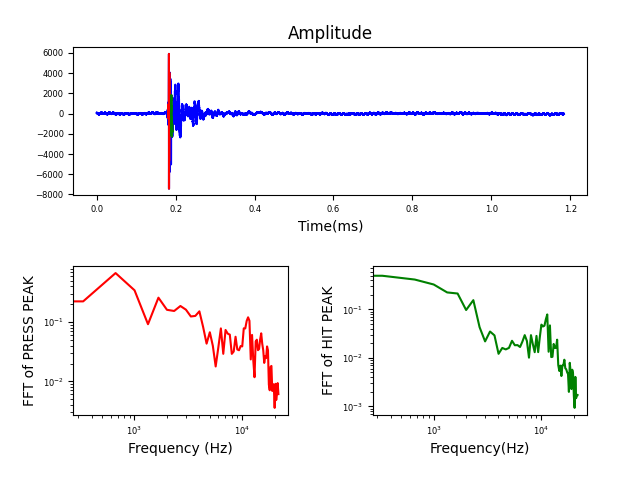 Amplitude
6000
4000
2000
0
−2000
−4000
−6000
−8000
0.0 0.2 0.4 0.6 0.8 1.0 1.2
Time(ms)
FFT of PRESS PEAK
10⁻¹
10⁻²
10³ 10⁴
Frequency (Hz)
FFT of HIT PEAK
10⁻¹
10⁻²
10⁻³
10³ 10⁴
Frequency(Hz)